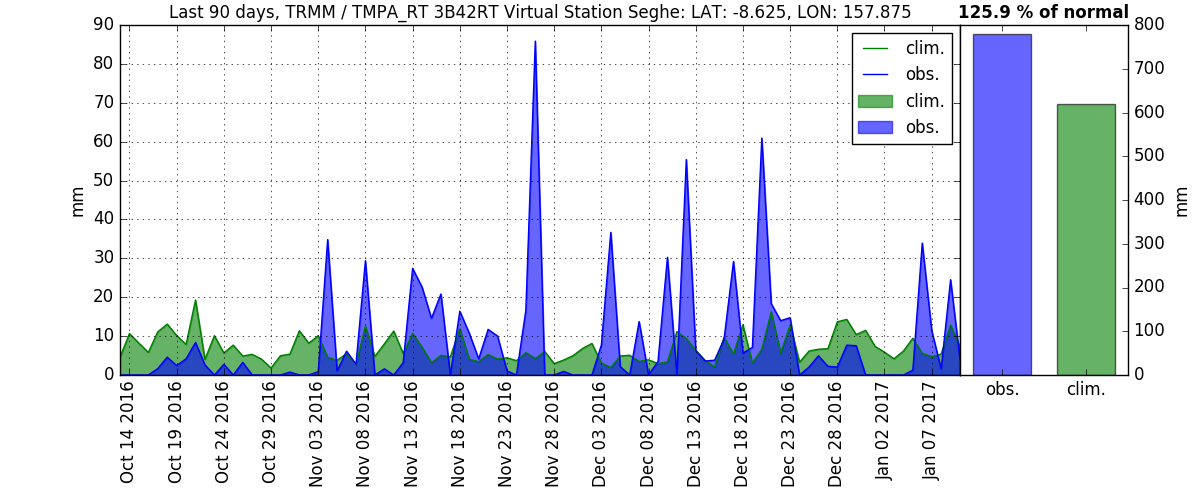 Last 90 days, TRMM / TMPA_RT 3B42RT Virtual Station Seghe: LAT: -8.625, LON: 157.875
125.9 % of normal
90
80
70
60
50
40
30
20
10
0
mm
clim.
obs.
clim.
obs.
800
700
600
500
400
300
200
100
0
mm
Oct 14 2016
Oct 19 2016
Oct 24 2016
Oct 29 2016
Nov 03 2016
Nov 08 2016
Nov 13 2016
Nov 18 2016
Nov 23 2016
Nov 28 2016
Dec 03 2016
Dec 08 2016
Dec 13 2016
Dec 18 2016
Dec 23 2016
Dec 28 2016
Jan 02 2017
Jan 07 2017
obs.
clim.